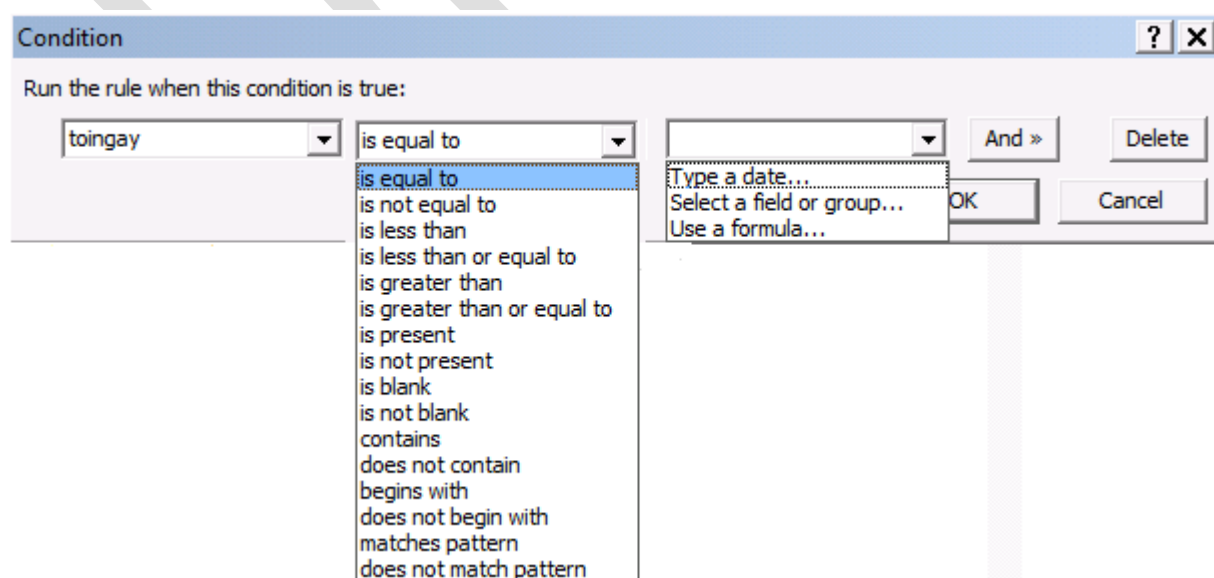 Condition
? X
Run the rule when this condition is true:
toingay is equal to And » Delete
is equal to Type a date...
is not equal to Select a field or group... OK Cancel
is less than Use a formula...
is less than or equal to
is greater than
is greater than or equal to
is present
is not present
is blank
is not blank
contains
does not contain
begins with
does not begin with
matches pattern
does not match pattern